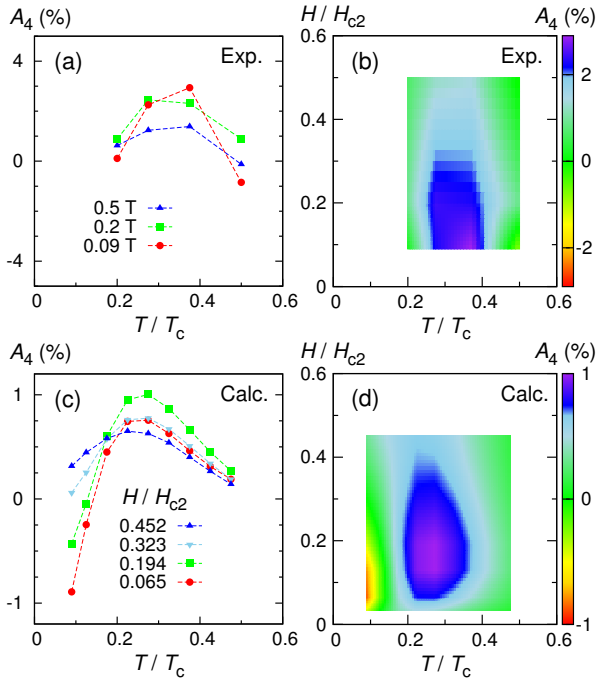 A4 (%)
5
0
-5
(a)
Exp.
0.5 T
0.2 T
0.09 T
0
0.2
0.4
0.6
T / Tc
H / Hc2
A4 (%)
0.6
0.4
0.2
0
(b)
Exp.
2
0
-2
0
0.2
0.4
0.6
T / Tc
A4 (%)
1
0
-1
(c)
Calc.
H / Hc2
0.452
0.323
0.194
0.065
0
0.2
0.4
0.6
T / Tc
H / Hc2
A4 (%)
0.6
0.4
0.2
0
(d)
Calc.
1
0
-1
0
0.2
0.4
0.6
T / Tc